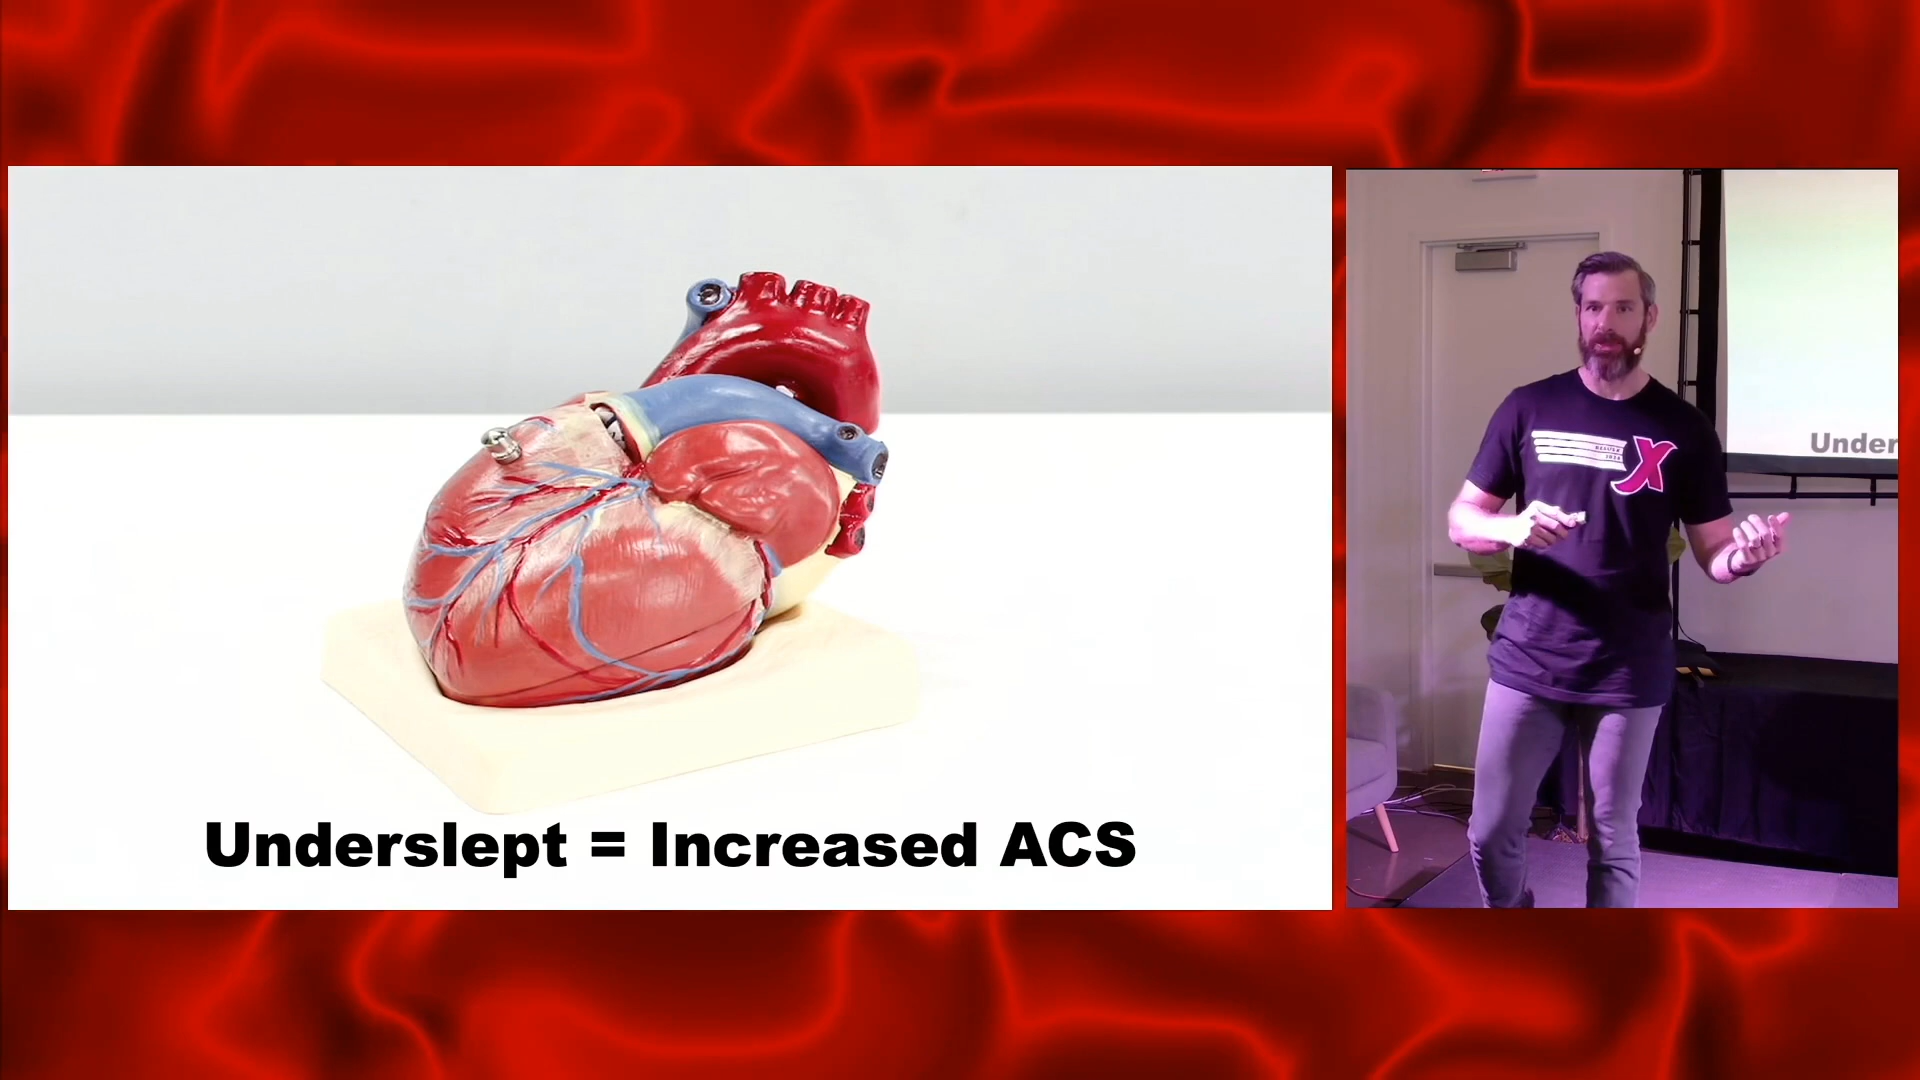 Underslept = Increased ACS
Under
X